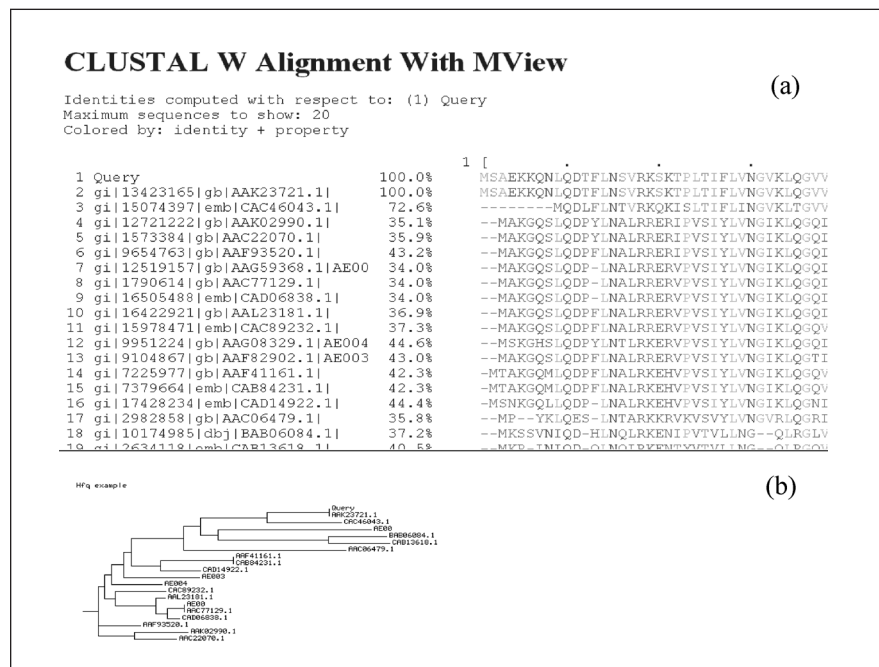 CLUSTAL W Alignment With MView
(a)
Identities computed with respect to: (1) Query
Maximum sequences to show: 20
Colored by: identity + property
1 [ . . .
1 Query 100.0% MSAEKKQNLQDTFLNSVRKSKTPLTIFLVNGVKLQGVV
2 gi|13423165|gb|AAK23721.1| 100.0% MSAEKKQNLQDTFLNSVRKSKTPLTIFLVNGVKLQGVV
3 gi|15074397|emb|CAC46043.1| 72.6% --------MQDLFLNTVRKQKISLTIFLINGVKLTGVV
4 gi|12721222|gb|AAK02990.1| 35.1% --MAKGQSLQDPYLNALRRERIPVSIYLVNGIKLQGQI
5 gi|1573384|gb|AAC22070.1| 35.9% --MAKGQSLQDPYLNALRRERIPVSIYLVNGIKLQGQI
6 gi|9654763|gb|AAF93520.1| 43.2% --MAKGQSLQDPFLNALRRERIPVSIYLVNGIKLQGQI
7 gi|12519157|gb|AAG59368.1|AE00 34.0% --MAKGQSLQDP-LNALRRERVPVSIYLVNGIKLQGQI
8 gi|1790614|gb|AAC77129.1| 34.0% --MAKGQSLQDP-LNALRRERVPVSIYLVNGIKLQGQI
9 gi|16505488|emb|CAD06838.1| 34.0% --MAKGQSLQDP-LNALRRERVPVSIYLVNGIKLQGQI
10 gi|16422921|gb|AAL23181.1| 36.9% --MAKGQSLQDPFLNALRRERVPVSIYLVNGIKLQGQI
11 gi|15978471|emb|CAC89232.1| 37.3% --MAKGQSLQDPFLNALRRERVPVSIYLVNGIKLQGQV
12 gi|9951224|gb|AAG08329.1|AE004 44.6% --MSKGHSLQDPYLNTLRKERVPVSIYLVNGIKLQGQI
13 gi|9104867|gb|AAF82902.1|AE003 43.0% --MAKGQSLQDPFLNALRRERVPVSIYLVNGIKLQGTI
14 gi|7225977|gb|AAF41161.1| 42.3% --MTAKGQMLQDPFLNALRKEHVPVSIYLVNGIKLQGQV
15 gi|7379664|emb|CAB84231.1| 42.3% --MTAKGQMLQDPFLNALRKEHVPVSIYLVNGIKLQGQV
16 gi|17428234|emb|CAD14922.1| 44.4% --MSNKGQLLQDPFLNALRKEHVPVSIYLVNGIKLQGNI
17 gi|2982858|gb|AAC06479.1| 35.8% --MP--YKLQES-LNTARKKRVKVSVYLVNGVRLQGRI
18 gi|10174985|dbj|BAB06084.1| 37.2% --MKSSVNIQD-HLNQLRKENIPVTVLLNG--QLRGLV
19 gi|2634118|emb|CAB13618.1| 40.5%
(b)
Hfq example
Query
AAK23721.1
CAC46043.1
AE00
BAB06084.1
CAB13618.1
AAC06479.1
AAF41161.1
CAB84231.1
CAD14922.1
AE003
AE004
CAC89232.1
AAL23181.1
AE00
AAC77129.1
CAD06838.1
AAF93520.1
AAK02990.1
AAC22070.1